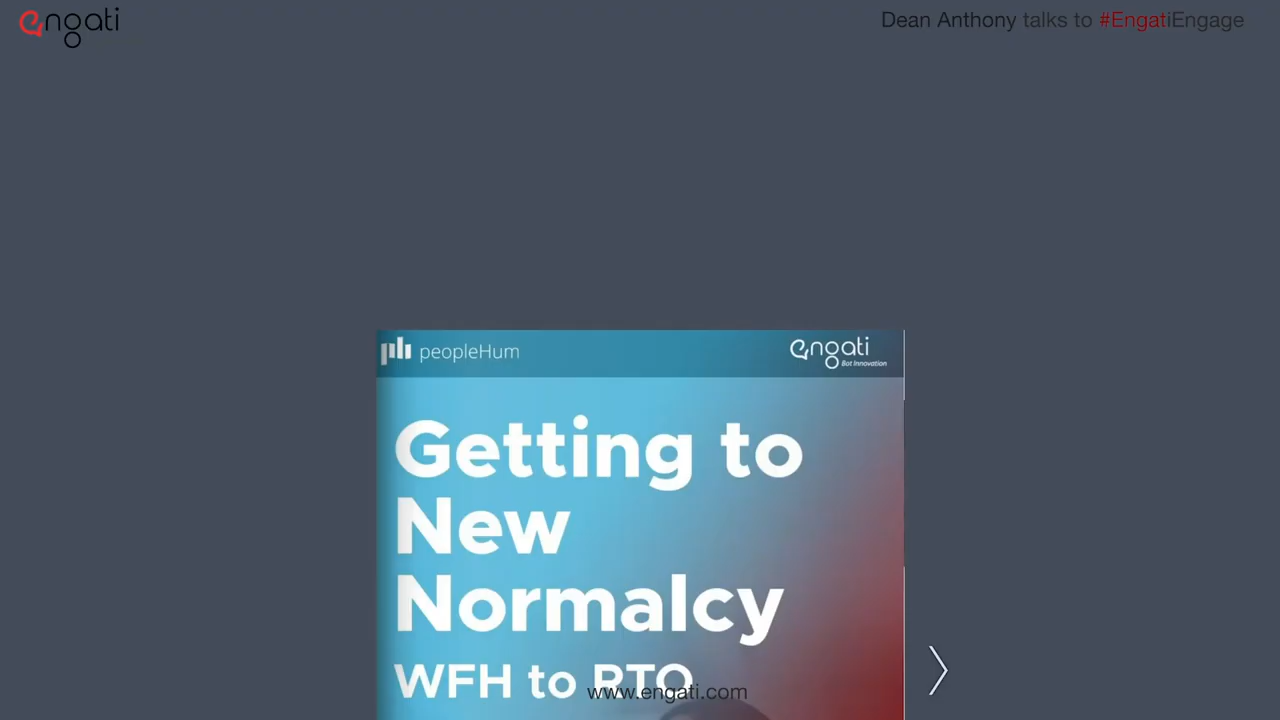 engati
Dean Anthony talks to #EngatiEngage
peopleHum
engati
Bot Innovation
Getting to
New
Normalcy
WFH to RTO
www.engati.com